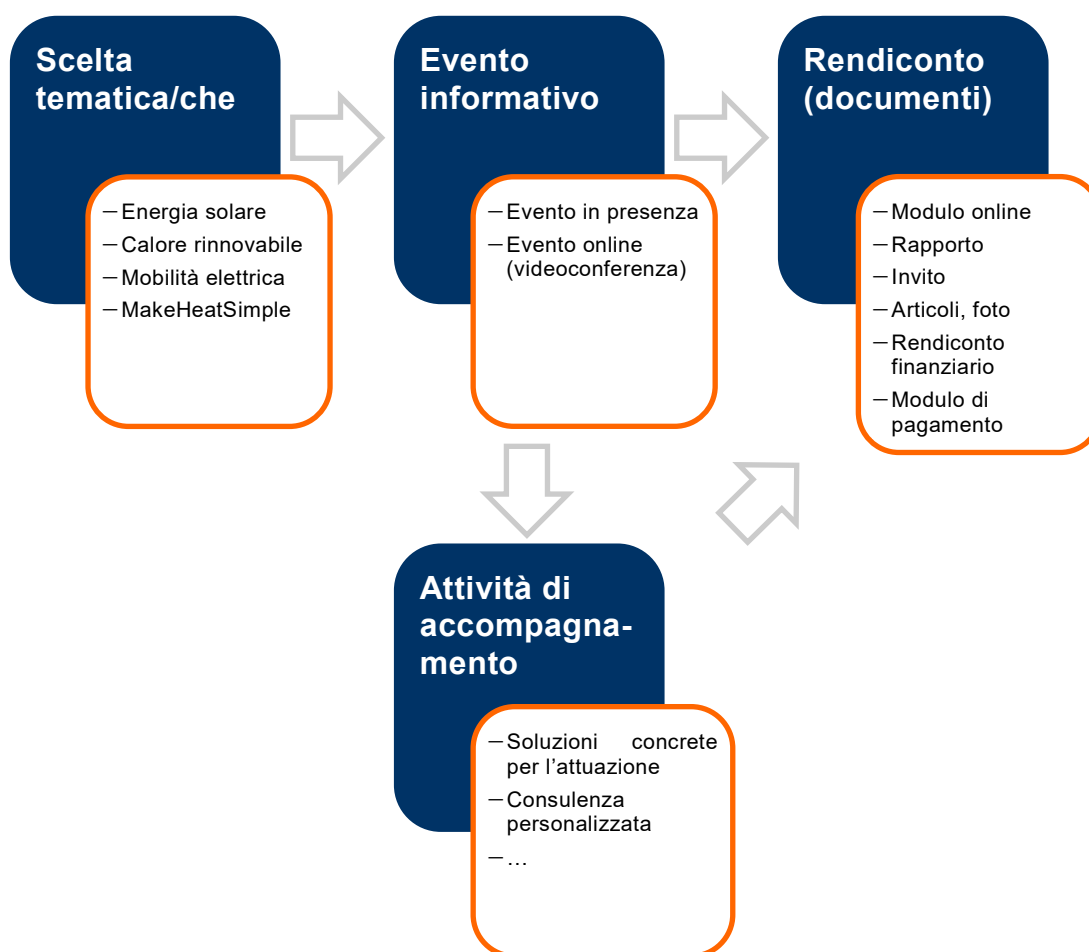 Scelta
tematica/che
– Energia solare
– Calore rinnovabile
– Mobilità elettrica
– MakeHeatSimple
Evento
informativo
– Evento in presenza
– Evento online
(videoconferenza)
Rendiconto
(documenti)
– Modulo online
– Rapporto
– Invito
– Articoli, foto
– Rendiconto
finanziario
– Modulo di
pagamento
Attività di
accompagna-
mento
– Soluzioni concrete
per l’attuazione
– Consulenza
personalizzata
– …